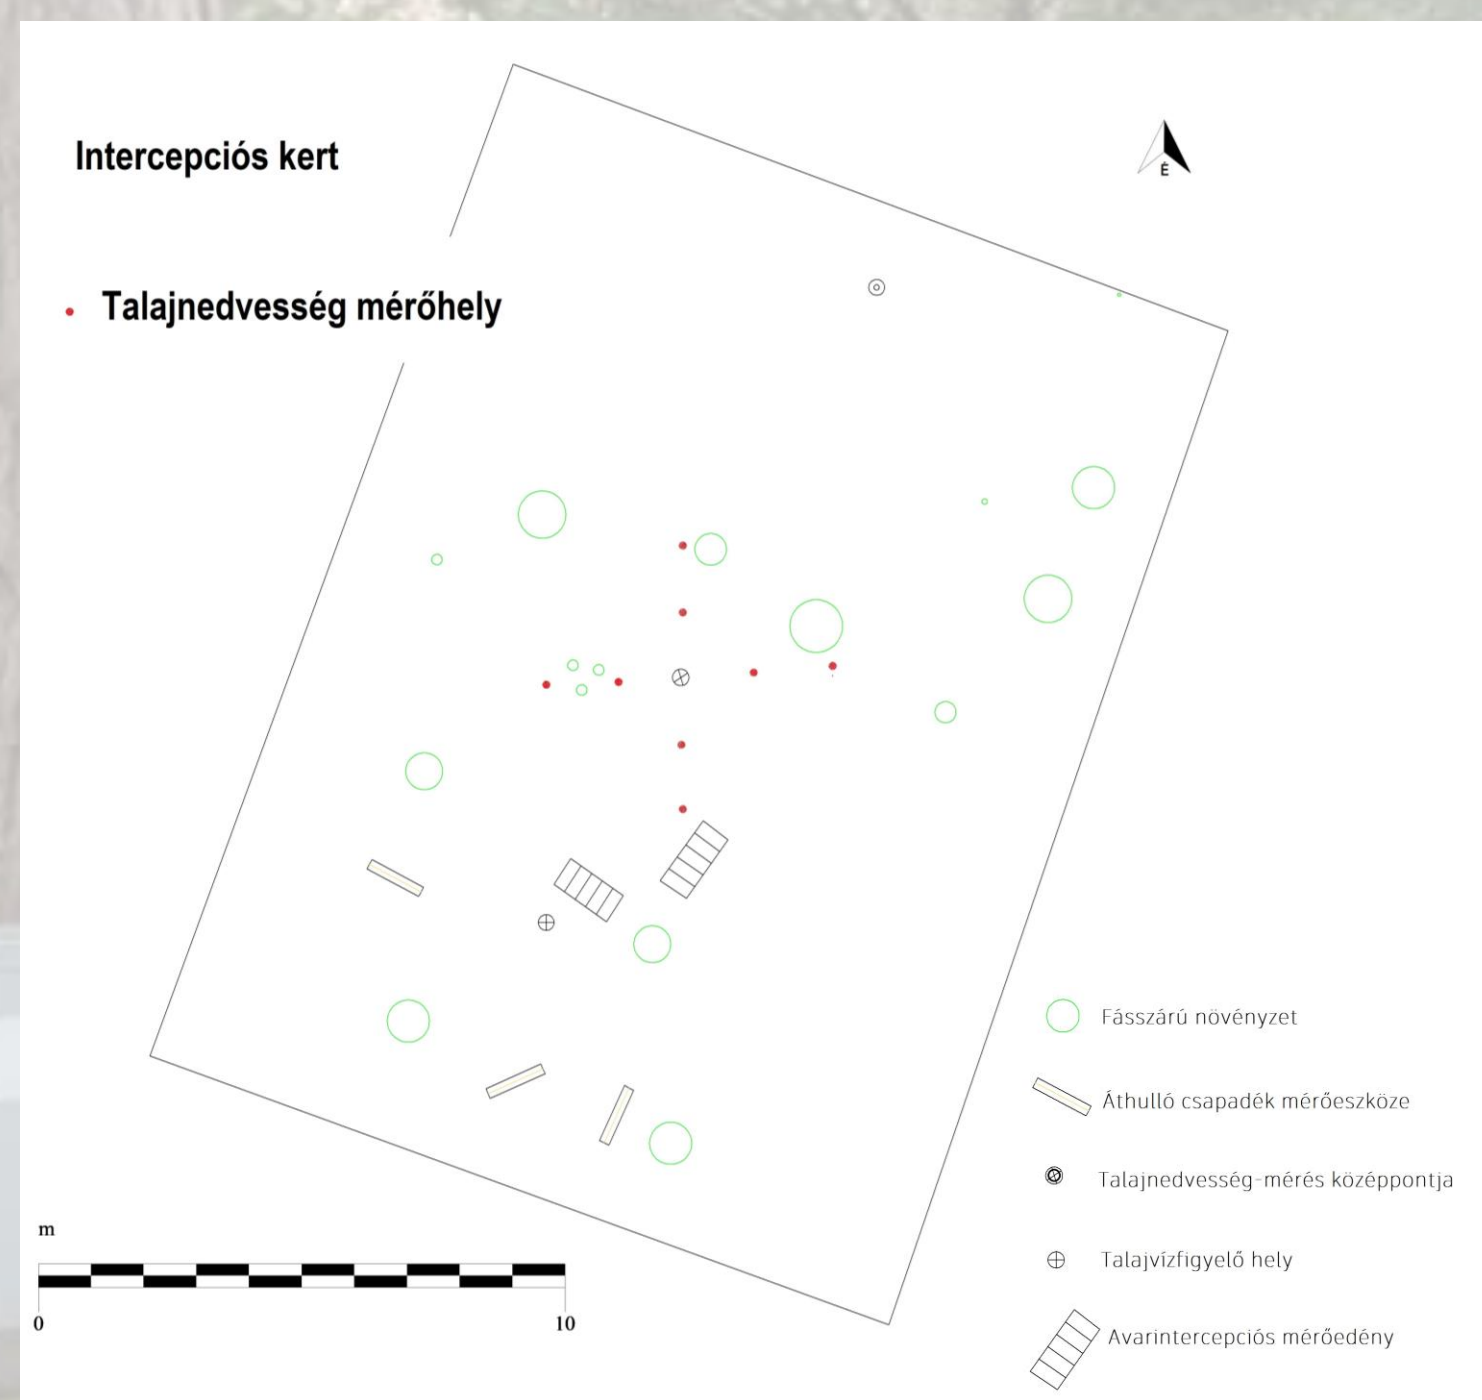 Intercepciós kert
É
Talajnedvesség mérőhely
Fásszárú növényzet
Áthulló csapadék mérőeszköze
Talajnedvesség-mérés középpontja
Talajvízfigyelő hely
Avarintercepciós mérőedény
m
0 10